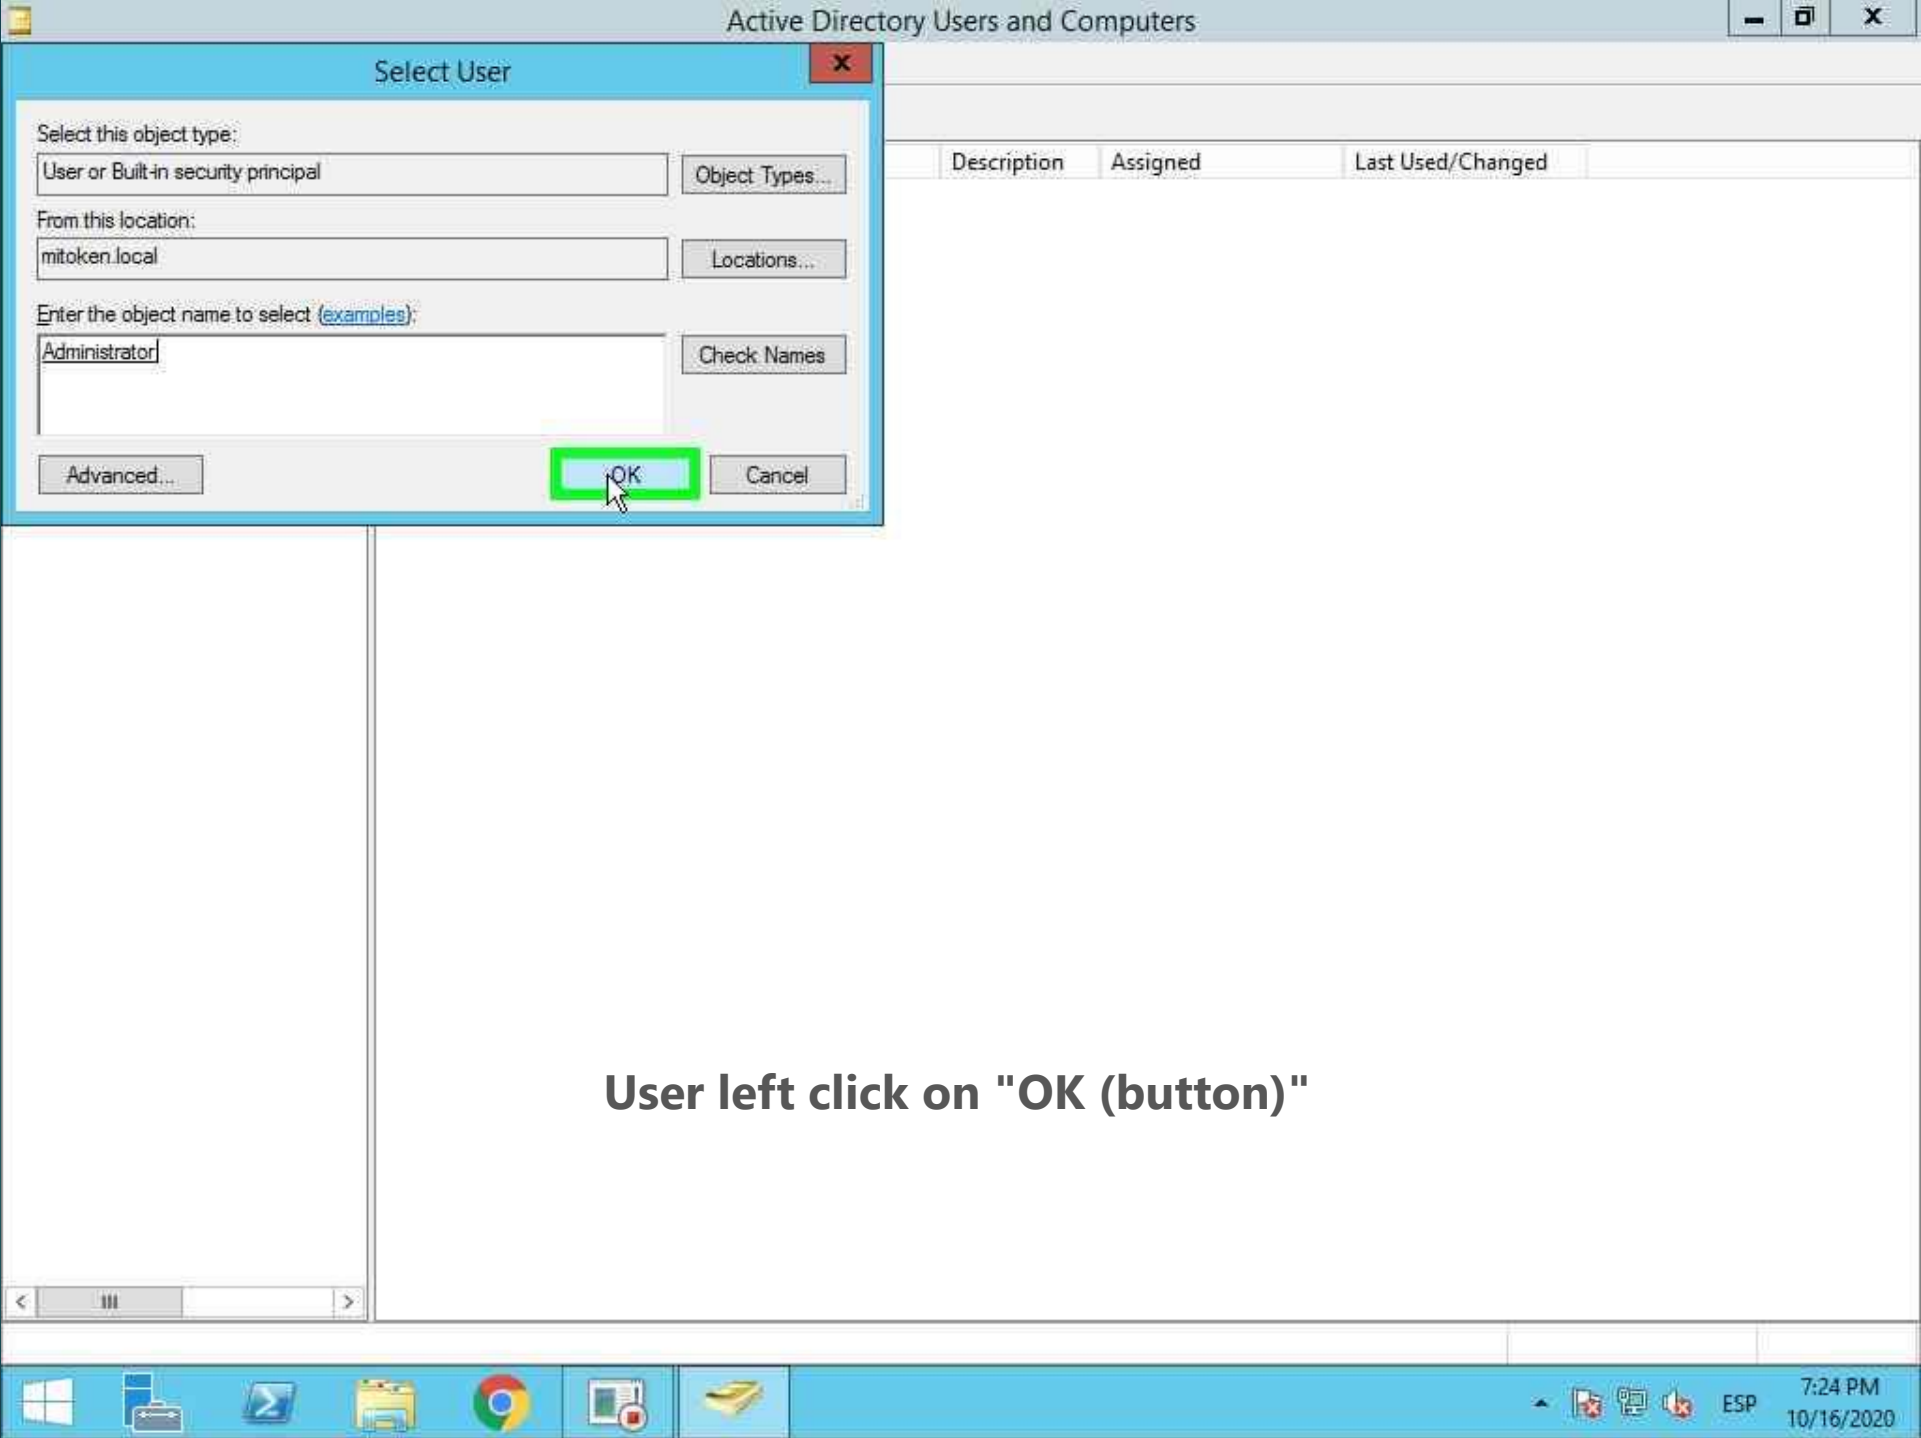 Active Directory Users and Computers
Select User
Select this object type:
User or Built-in security principal
Object Types...
From this location:
mitoken.local
Locations...
Enter the object name to select (examples):
Administrator
Check Names
Advanced...
OK
Cancel
Description
Assigned
Last Used/Changed
User left click on "OK (button)"
ESP
7:24 PM
10/16/2020